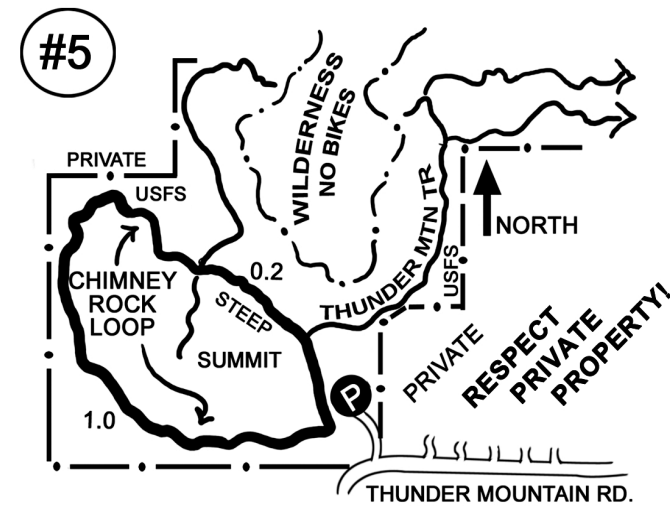 #5
WILDERNESS
NO BIKES
PRIVATE
USFS
THUNDER MTN TR
USFS
NORTH
0.2
CHIMNEY
ROCK
LOOP
STEEP
SUMMIT
PRIVATE
RESPECT
PRIVATE
PROPERTY!
P
1.0
THUNDER MOUNTAIN RD.